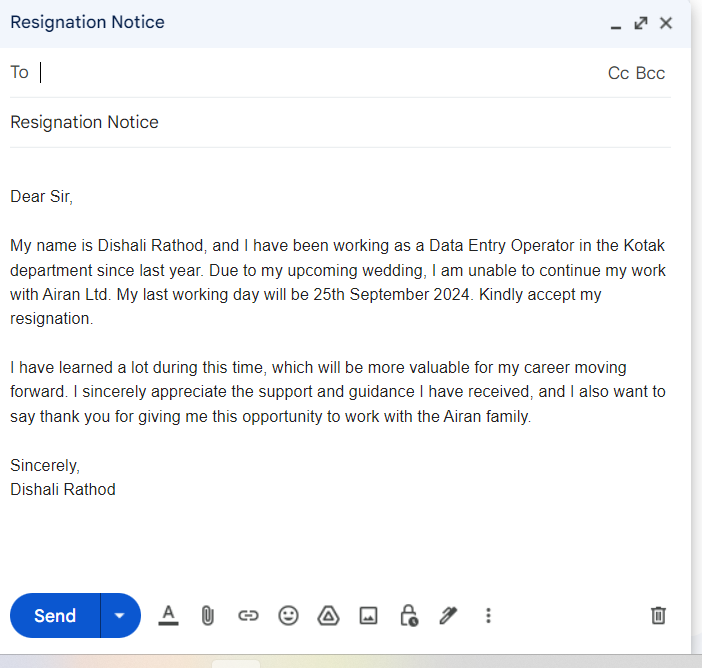 Resignation Notice
To
Cc Bcc
Resignation Notice
Dear Sir,
My name is Dishali Rathod, and I have been working as a Data Entry Operator in the Kotak
department since last year. Due to my upcoming wedding, I am unable to continue my work
with Airan Ltd. My last working day will be 25th September 2024. Kindly accept my
resignation.
I have learned a lot during this time, which will be more valuable for my career moving
forward. I sincerely appreciate the support and guidance I have received, and I also want to
say thank you for giving me this opportunity to work with the Airan family.
Sincerely,
Dishali Rathod
Send